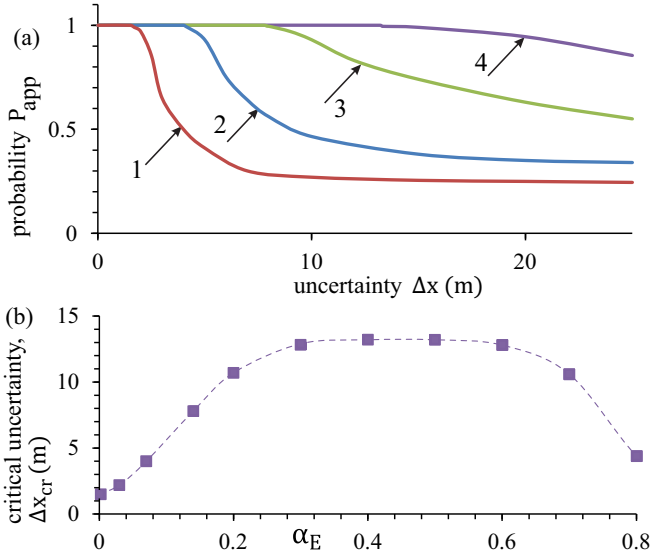 (a)
probability P_app
1
0.5
0
1
2
3
4
0
10
20
uncertainty Δx (m)
(b)
critical uncertainty,
Δx_cr (m)
15
10
5
0
0
0.2
α_E
0.4
0.6
0.8